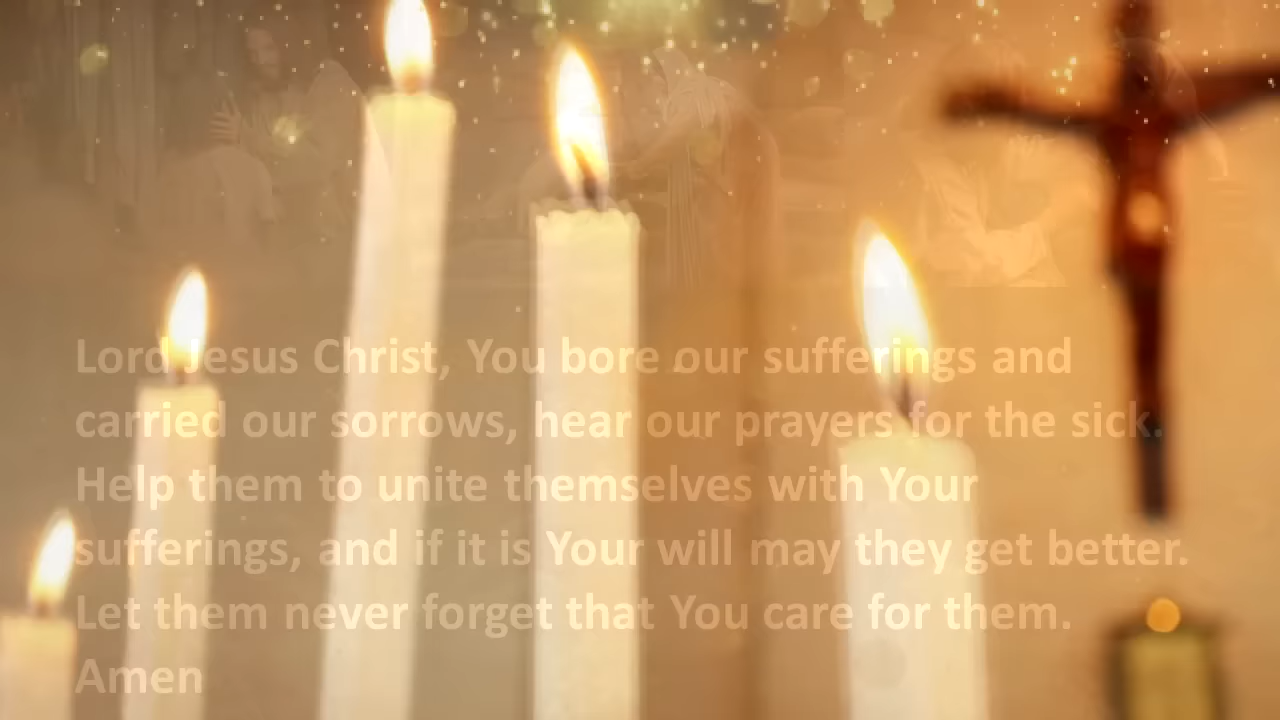 Lord Jesus Christ, You bore our sufferings and
carried our sorrows, hear our prayers for the sick.
Help them to unite themselves with Your
sufferings, and if it is Your will may they get better.
Let them never forget that You care for them.
Amen